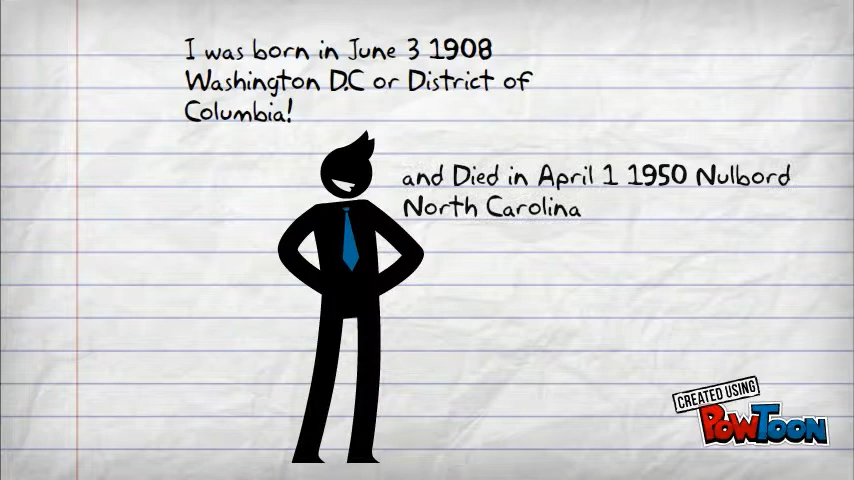 I was born in June 3 1908
Washington D.C or District of
Columbia!
and Died in April 1 1950 Nulbord
North Carolina
CREATED USING
POWTOON